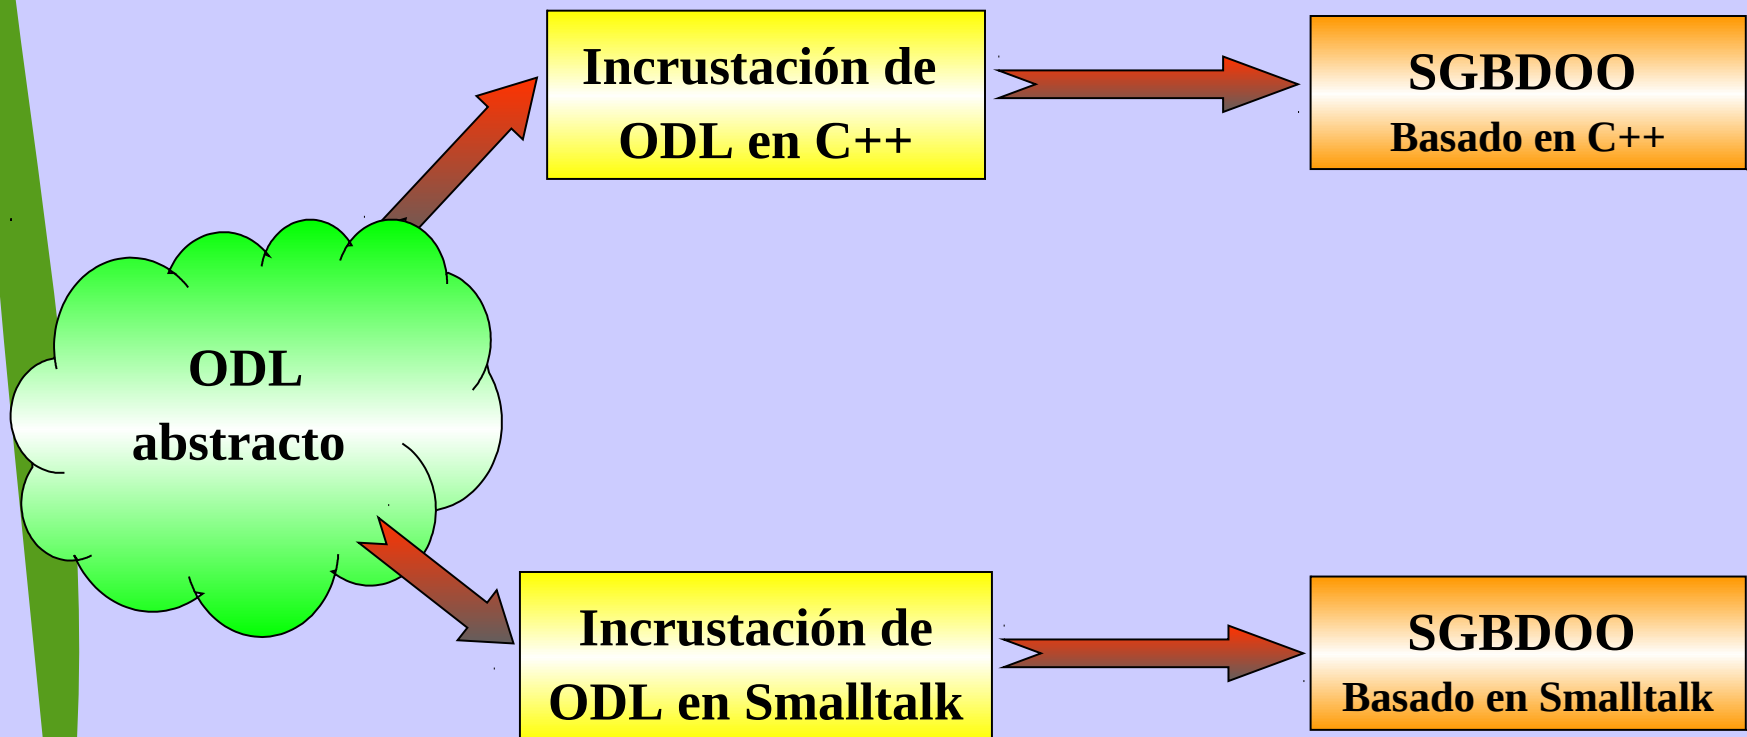 Incrustación de
ODL en C++
SGBDOO
Basado en C++
ODL
abstracto
Incrustación de
ODL en Smalltalk
SGBDOO
Basado en Smalltalk